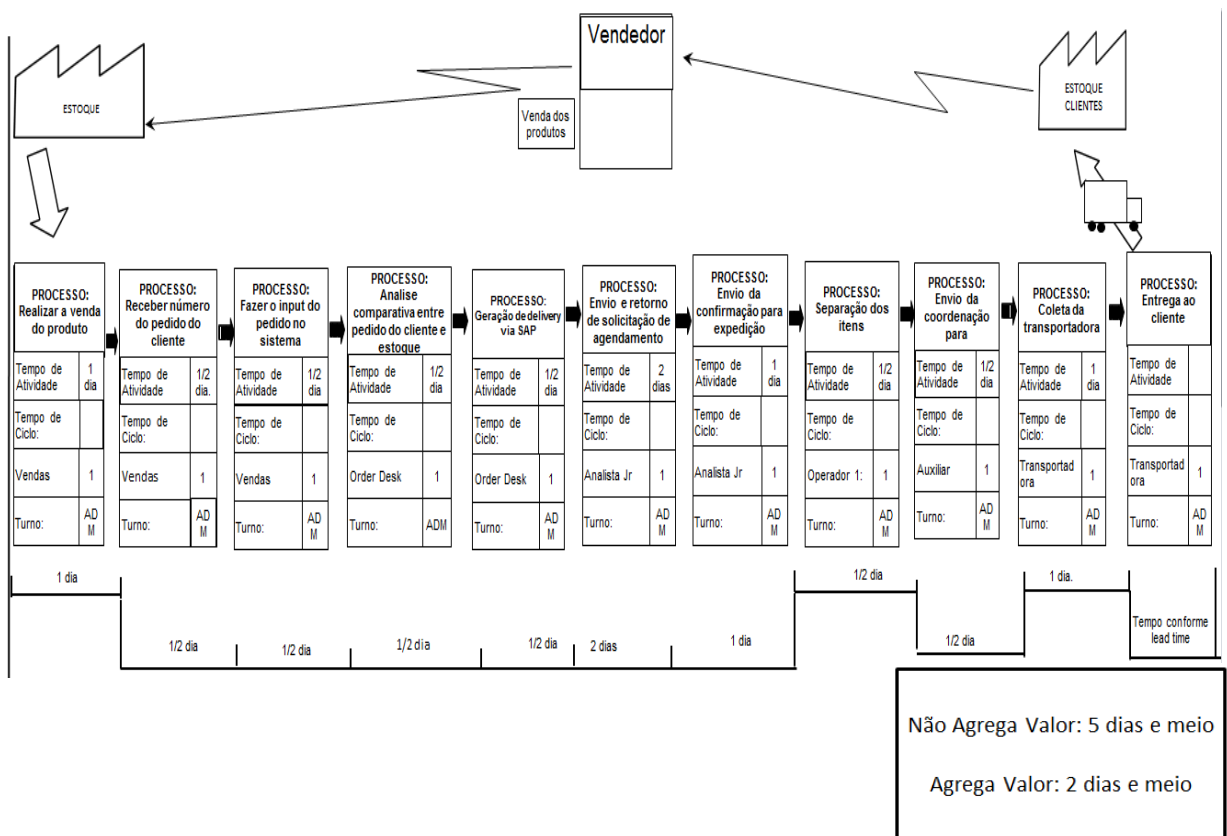 Vendedor
ESTOQUE
Venda dos
produtos
ESTOQUE
CLIENTES
PROCESSO:
Realizar a venda
do produto
Tempo de
Atividade
1
dia
Tempo de
Ciclo:
Vendas
1
Turno:
AD
M
PROCESSO:
Receber número
do pedido do
cliente
Tempo de
Atividade
1/2
dia.
Tempo de
Ciclo:
Vendas
1
Turno:
AD
M
PROCESSO:
Fazer o input do
pedido no
sistema
Tempo de
Atividade
1/2
dia
Tempo de
Ciclo:
Vendas
1
Turno:
AD
M
PROCESSO:
Analise
comparativa entre
pedido do cliente e
estoque
Tempo de
Atividade
1/2
dia
Tempo de
Ciclo:
Order Desk
1
Turno:
ADM
PROCESSO:
Geração de delivery
via SAP
Tempo de
Atividade
1/2
dia
Tempo de
Ciclo:
Order Desk
1
Turno:
AD
M
PROCESSO:
Envio e retorno
de solicitação de
agendamento
Tempo de
Atividade
2
dias
Tempo de
Ciclo:
Analista Jr
1
Turno:
AD
M
PROCESSO:
Envio da
confirmação para
expedição
Tempo de
Atividade
1
dia
Tempo de
Ciclo:
Analista Jr
1
Turno:
AD
M
PROCESSO:
Separação dos
itens
Tempo de
Atividade
1/2
dia
Tempo de
Ciclo:
Operador 1:
1
Turno:
AD
M
PROCESSO:
Envio da
coordenação
para
Tempo de
Atividade
1/2
dia
Tempo de
Ciclo:
Auxiliar
1
Turno:
AD
M
PROCESSO:
Coleta da
transportadora
Tempo de
Atividade
1
dia
Tempo de
Ciclo:
Transportad
ora
1
Turno:
AD
M
PROCESSO:
Entrega ao
cliente
Tempo de
Atividade
Tempo de
Ciclo:
Transportad
ora
1
Turno:
AD
M
1 dia
1/2 dia
1/2 dia
1/2 dia
1/2 dia
2 dias
1 dia
1/2 dia
1/2 dia
1 dia.
Tempo conforme
lead time
Não Agrega Valor: 5 dias e meio
Agrega Valor: 2 dias e meio